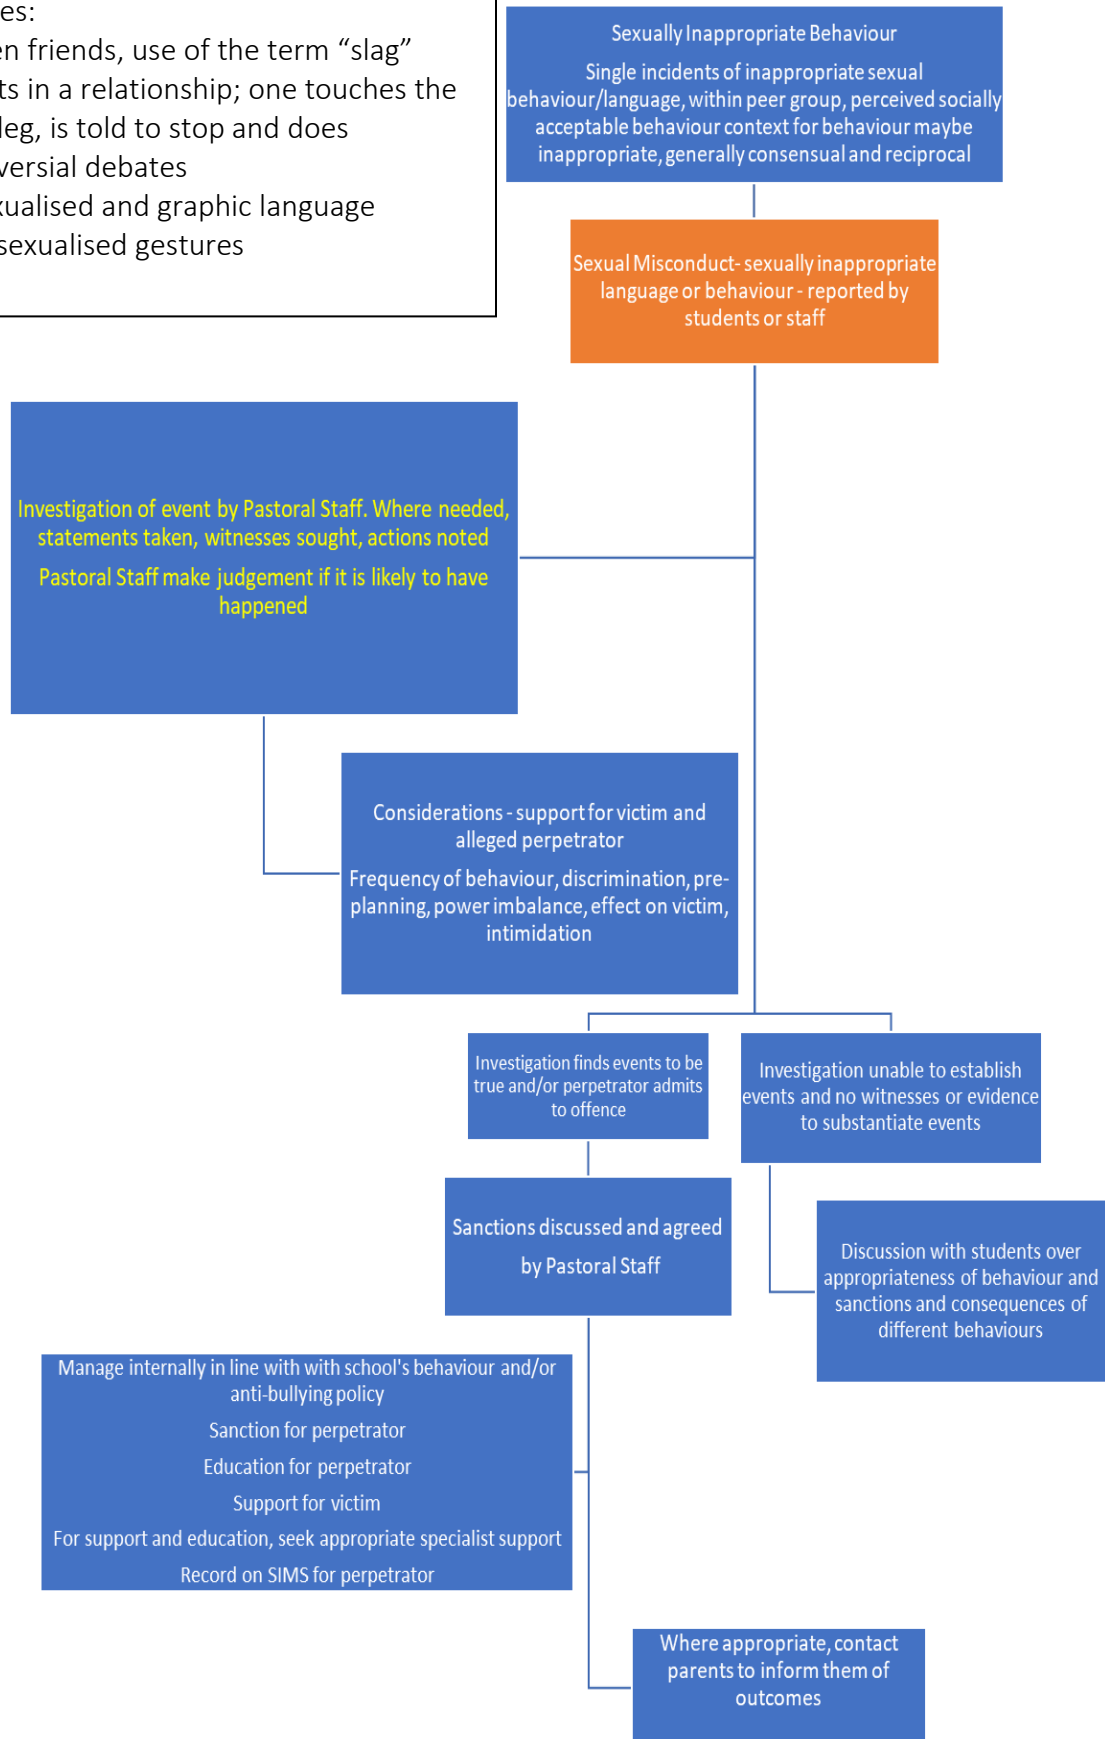 es:
en friends, use of the term “slag”
ts in a relationship; one touches the
leg, is told to stop and does
versial debates
xualised and graphic language
sexualised gestures
Sexually Inappropriate Behaviour
Single incidents of inappropriate sexual
behaviour/language, within peer group, perceived socially
acceptable behaviour context for behaviour maybe
inappropriate, generally consensual and reciprocal
Sexual Misconduct- sexually inappropriate
language or behaviour - reported by
students or staff
Investigation of event by Pastoral Staff. Where needed,
statements taken, witnesses sought, actions noted
Pastoral Staff make judgement if it is likely to have
happened
Considerations - support for victim and
alleged perpetrator
Frequency of behaviour, discrimination, pre-
planning, power imbalance, effect on victim,
intimidation
Investigation finds events to be
true and/or perpetrator admits
to offence
Investigation unable to establish
events and no witnesses or evidence
to substantiate events
Sanctions discussed and agreed
by Pastoral Staff
Discussion with students over
appropriateness of behaviour and
sanctions and consequences of
different behaviours
Manage internally in line with with school's behaviour and/or
anti-bullying policy
Sanction for perpetrator
Education for perpetrator
Support for victim
For support and education, seek appropriate specialist support
Record on SIMS for perpetrator
Where appropriate, contact
parents to inform them of
outcomes